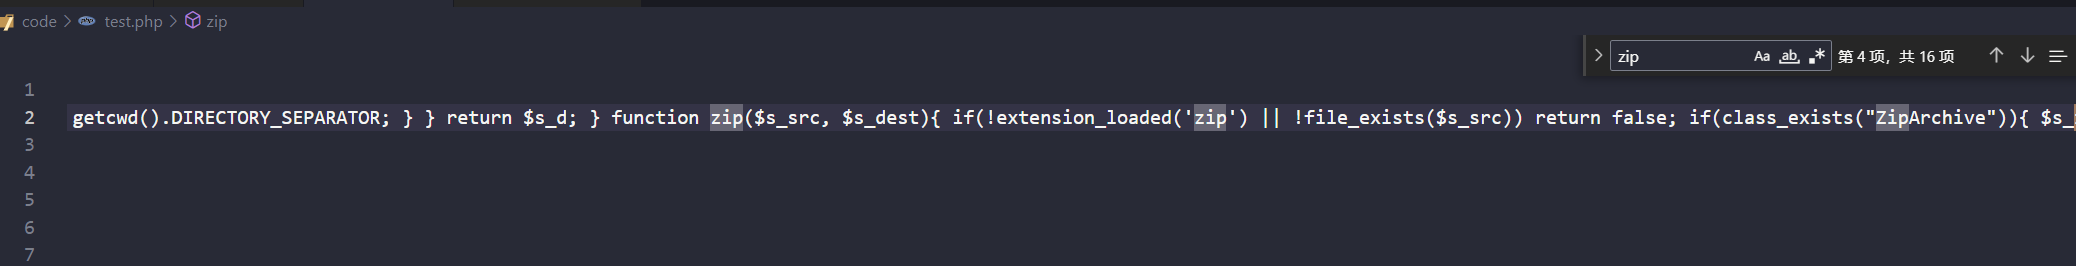 code > test.php > zip
zip Aa ab, .* 第 4 项，共 16 项
1
2 getcwd().DIRECTORY_SEPARATOR; } } return $s_d; } function zip($s_src, $s_dest){ if(!extension_loaded('zip') || !file_exists($s_src)) return false; if(class_exists("ZipArchive")){ $s_
3
4
5
6
7